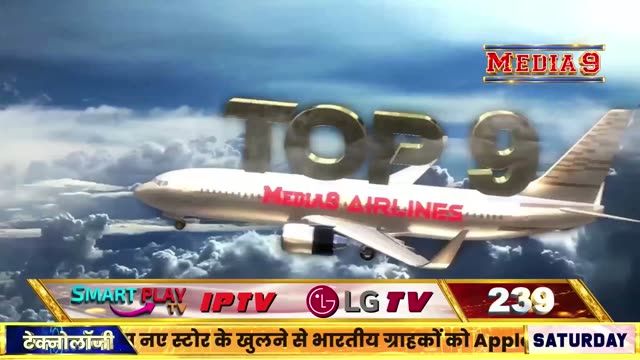 MEDIA 9
TOP 9
MEDIA9 AIRLINES
SMART PLAY TV IPTV LG LG TV 239
टेक्नोलॉजी नए स्टोर के खुलने से भारतीय ग्राहकों को Apple SATURDAY